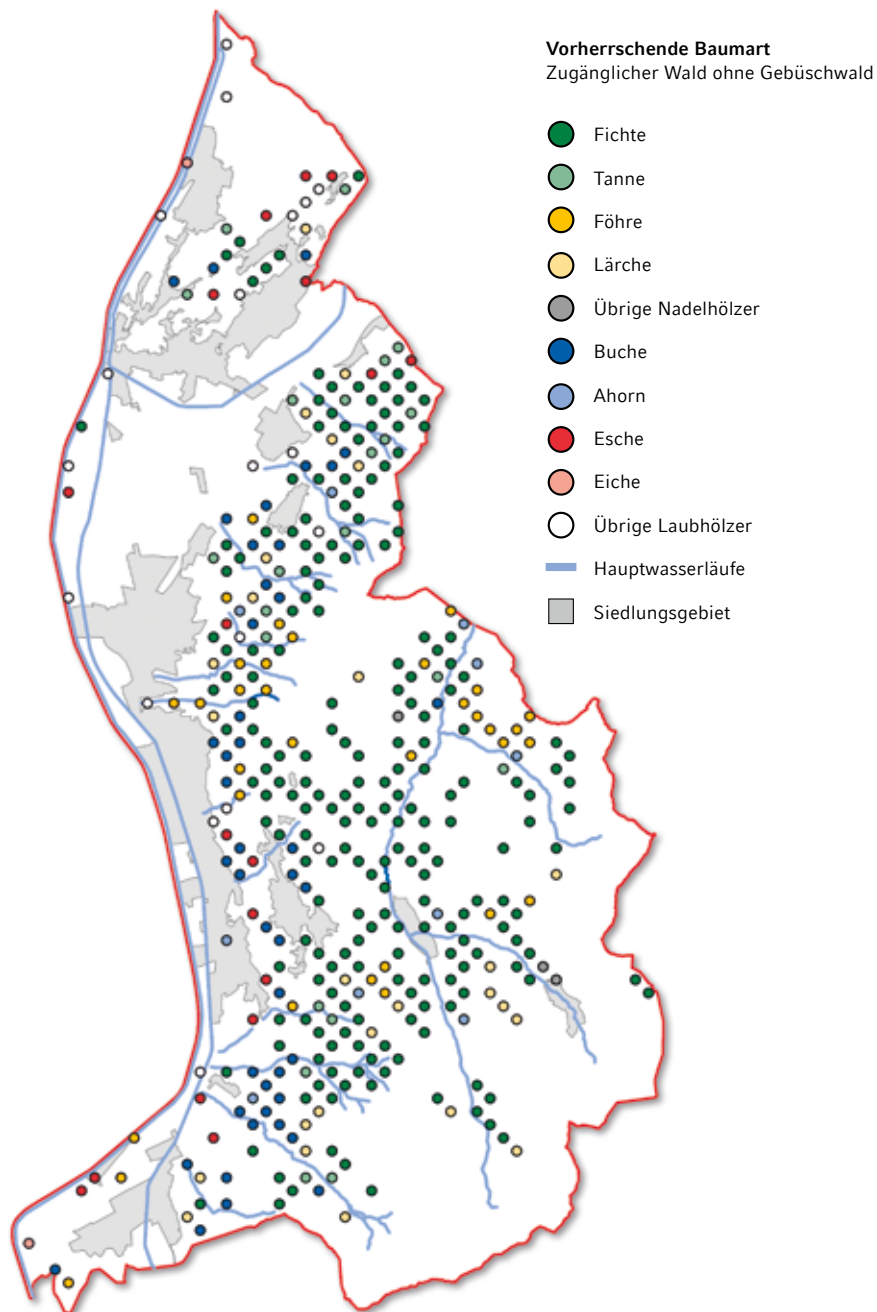 Vorherrschende Baumart
Zugänglicher Wald ohne Gebüschwald
Fichte
Tanne
Föhre
Lärche
Übrige Nadelhölzer
Buche
Ahorn
Esche
Eiche
Übrige Laubhölzer
Hauptwasserläufe
Siedlungsgebiet